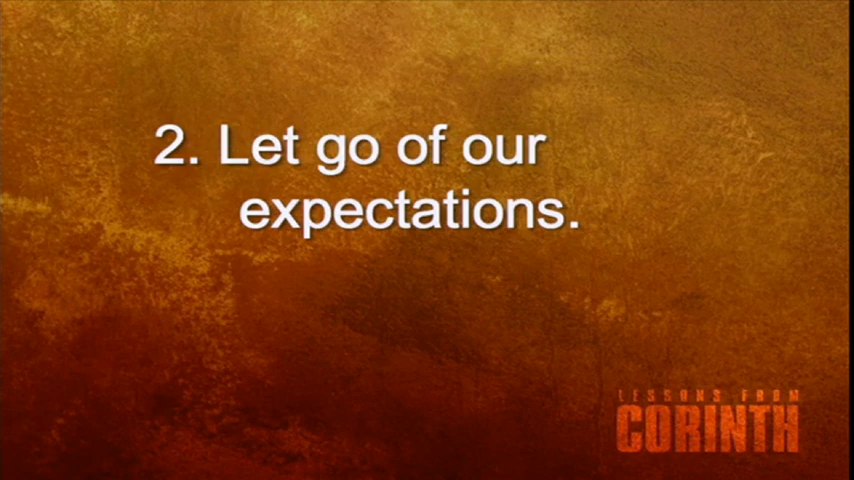 2. Let go of our
expectations.
LESSONS FROM
CORINTH